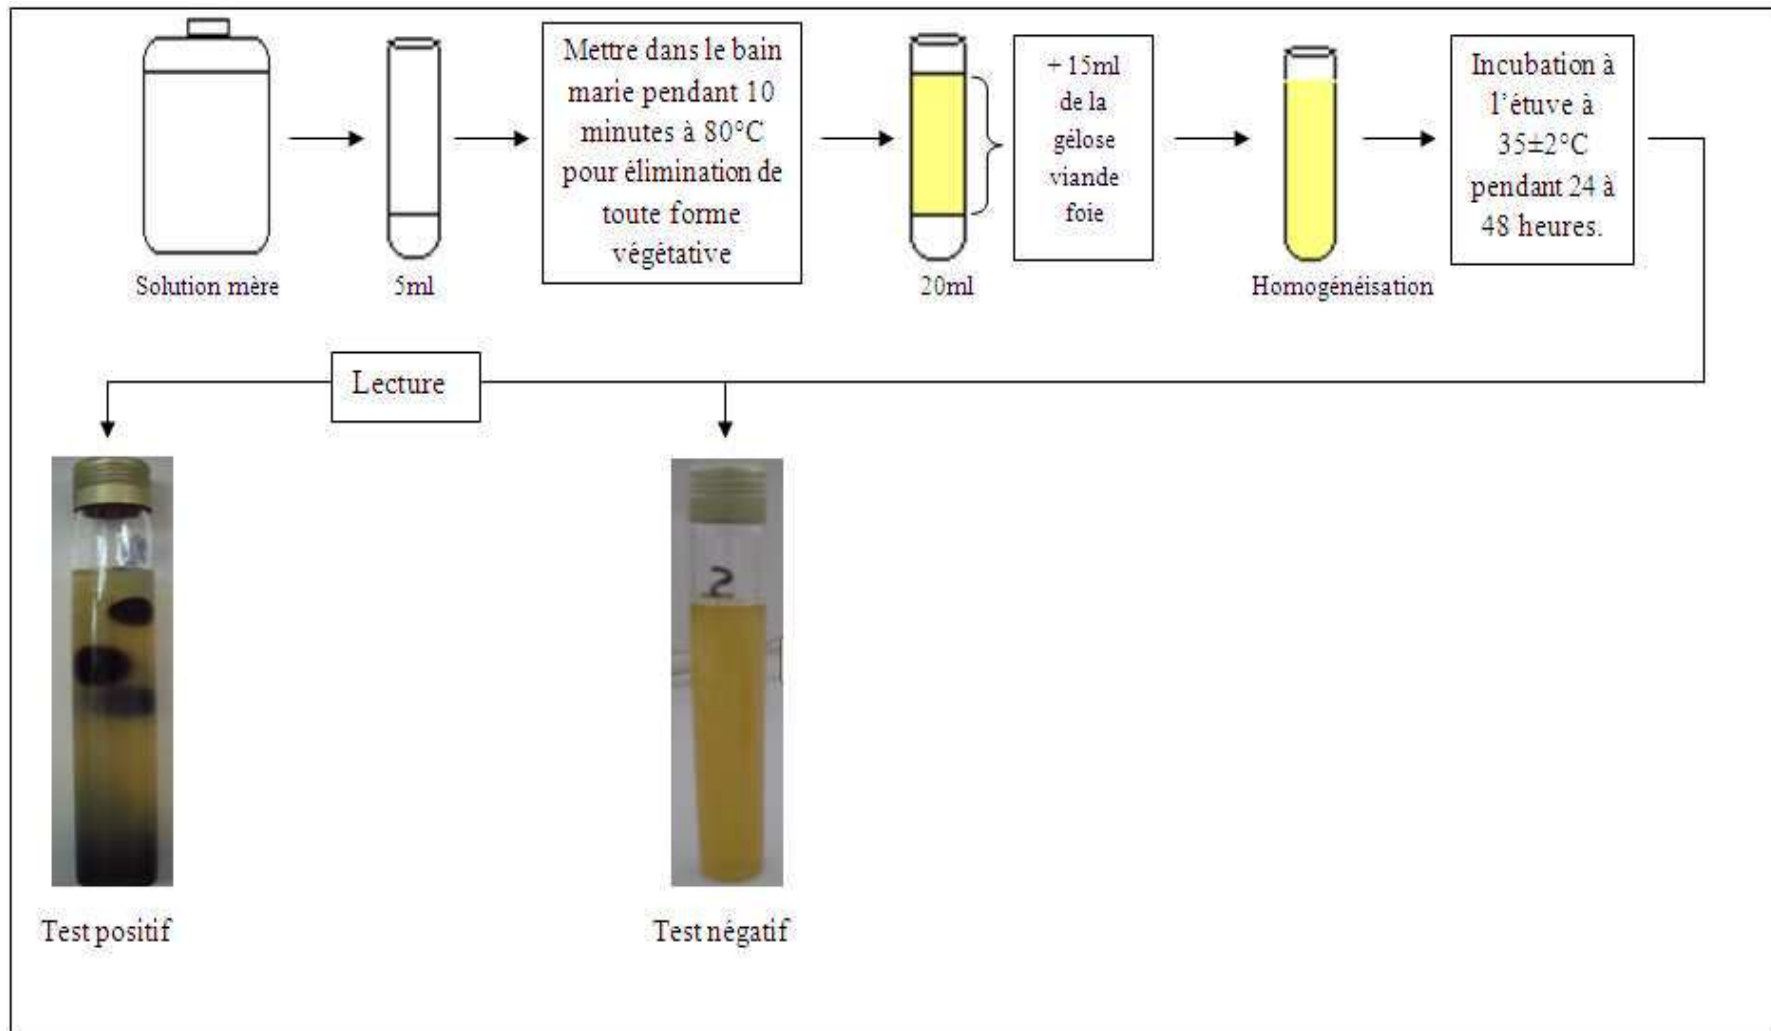 Solution mère
5ml
Mettre dans le bain
marie pendant 10
minutes à 80°C
pour élimination de
toute forme
végétative
20ml
+ 15ml
de la
gélose
viande
foie
Homogénéisation
Incubation à
l'étuve à
35±2°C
pendant 24 à
48 heures.
Lecture
2
Test positif
Test négatif